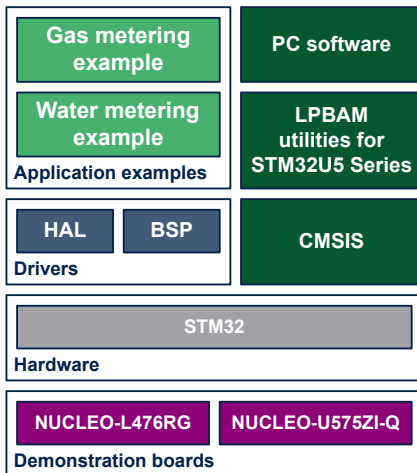 Gas metering
example
Water metering
example
Application examples
PC software
LPBAM
utilities for
STM32U5 Series
HAL
BSP
Drivers
CMSIS
STM32
Hardware
NUCLEO-L476RG
NUCLEO-U575ZI-Q
Demonstration boards